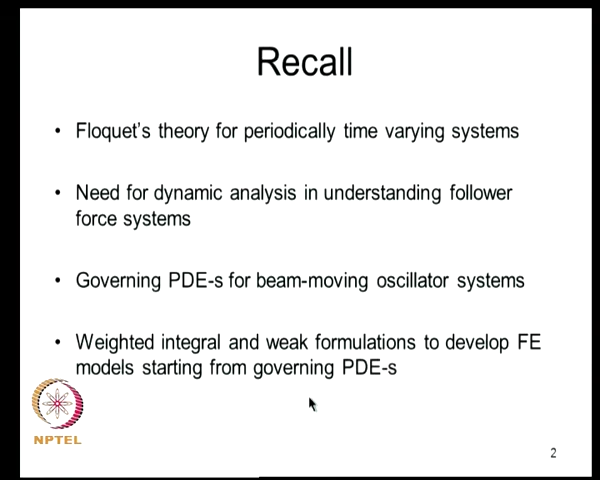 Recall
• Floquet's theory for periodically time varying systems
• Need for dynamic analysis in understanding follower
force systems
• Governing PDE-s for beam-moving oscillator systems
• Weighted integral and weak formulations to develop FE
models starting from governing PDE-s
NPTEL
2